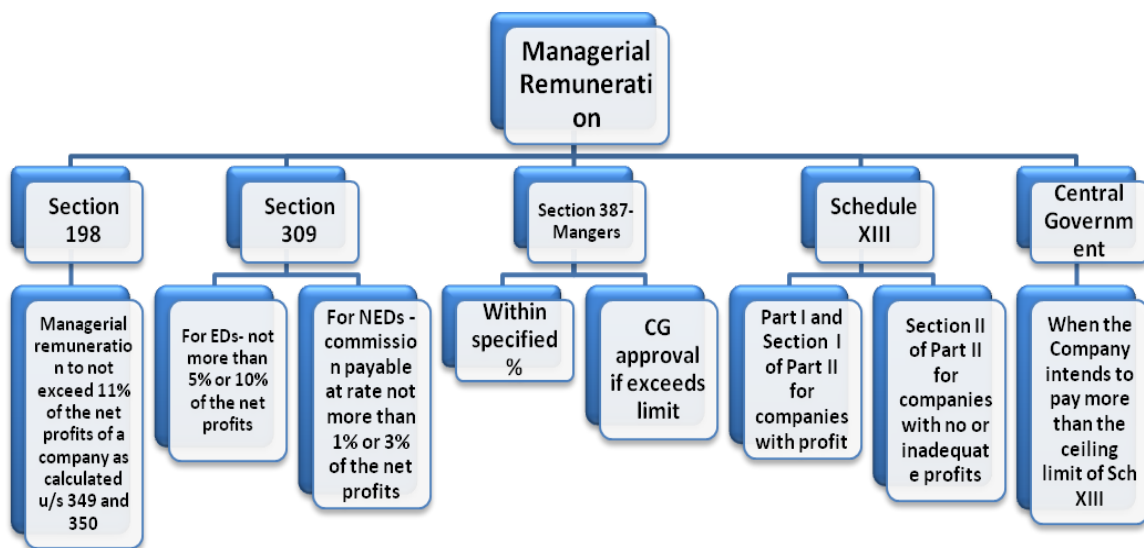 Managerial
Remunerati
on
Section
198
Section
309
Section 387-
Mangers
Schedule
XIII
Central
Governm
ent
Managerial
remuneratio
n to not
exceed 11%
of the net
profits of a
company as
calculated
u/s 349 and
350
For EDs- not
more than
5% or 10%
of the net
profits
For NEDs -
commissio
n payable
at rate not
more than
1% or 3%
of the net
profits
Within
specified
%
CG
approval
if exceeds
limit
Part I and
Section I
of Part II
for
companies
with profit
Section II
of Part II
for
companies
with no or
inadequat
e profits
When the
Company
intends to
pay more
than the
ceiling
limit of Sch
XIII